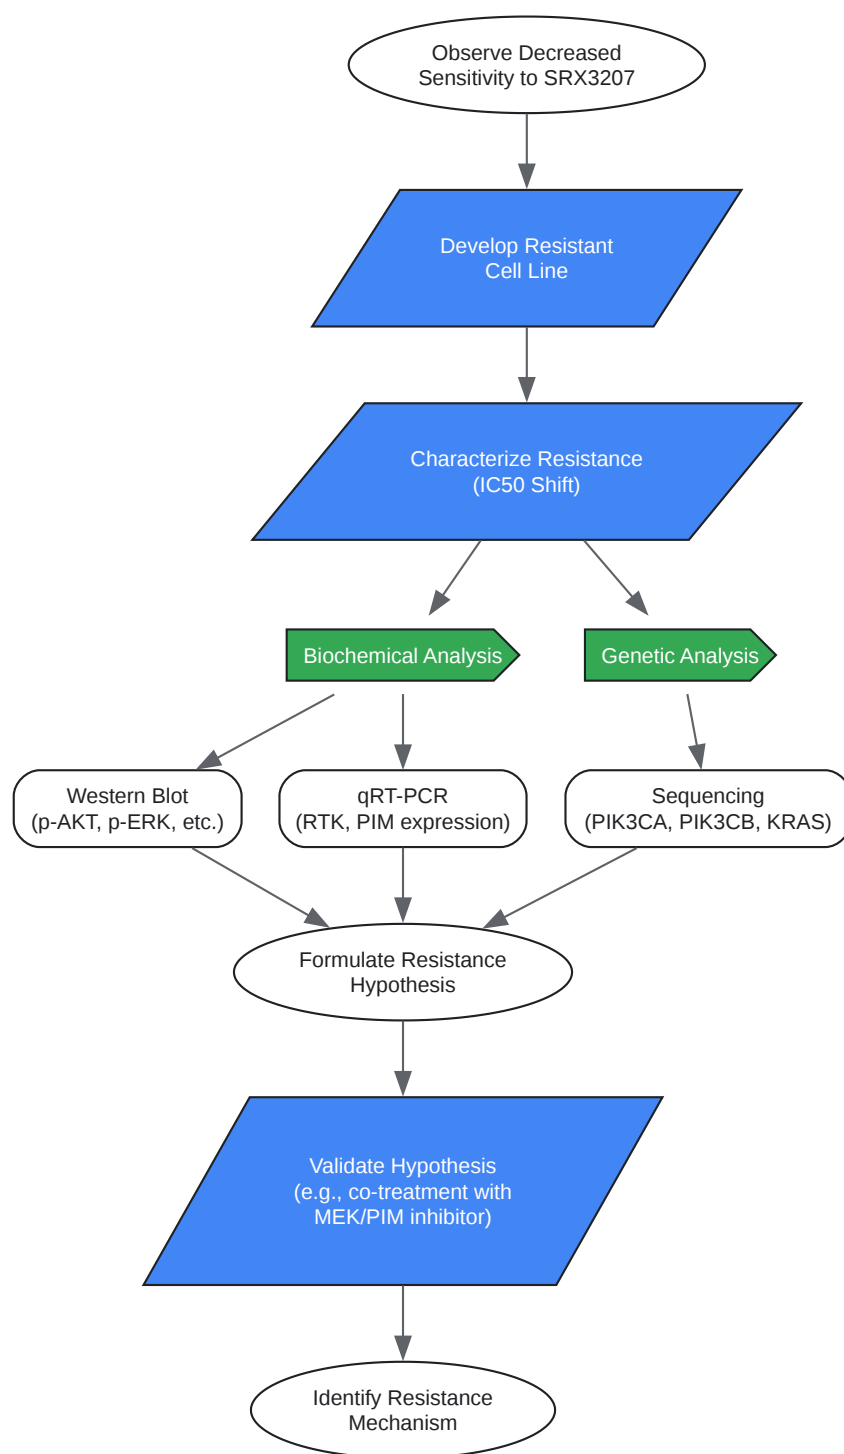 Observe Decreased
Sensitivity to SRX3207
Develop Resistant
Cell Line
Characterize Resistance
(IC50 Shift)
Biochemical Analysis
Genetic Analysis
Western Blot
(p-AKT, p-ERK, etc.)
qRT-PCR
(RTK, PIM expression)
Sequencing
(PIK3CA, PIK3CB, KRAS)
Formulate Resistance
Hypothesis
Validate Hypothesis
(e.g., co-treatment with
MEK/PIM inhibitor)
Identify Resistance
Mechanism